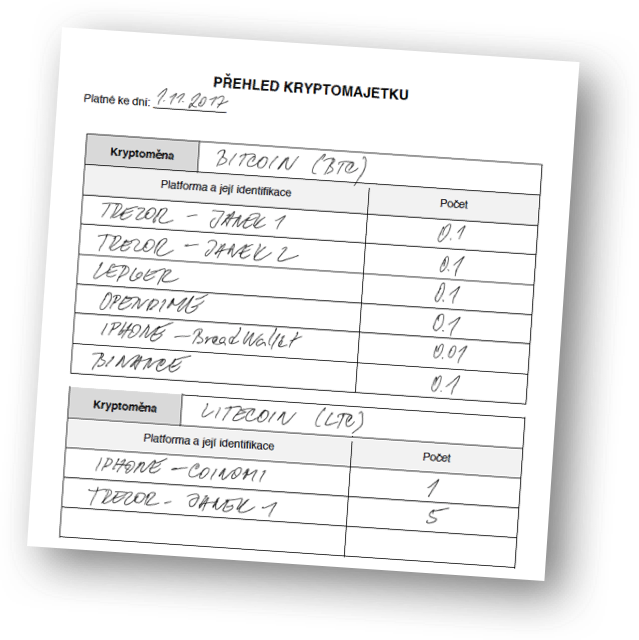 PŘEHLED KRYPTOMAJETKU
Platné ke dni: 1.11.2017
Kryptoměna BITCOIN (BTC)
Platforma a její identifikace Počet
TREZOR - JANEK 1 0.1
TREZOR - JANEK 2 0.1
LEDGER 0.1
OPENDIME 0.1
IPHONE - BreadWallet 0.01
BINANCE 0.1
Kryptoměna LITECOIN (LTC)
Platforma a její identifikace Počet
IPHONE - COINOMI 1
TREZOR - JANEK 1 5